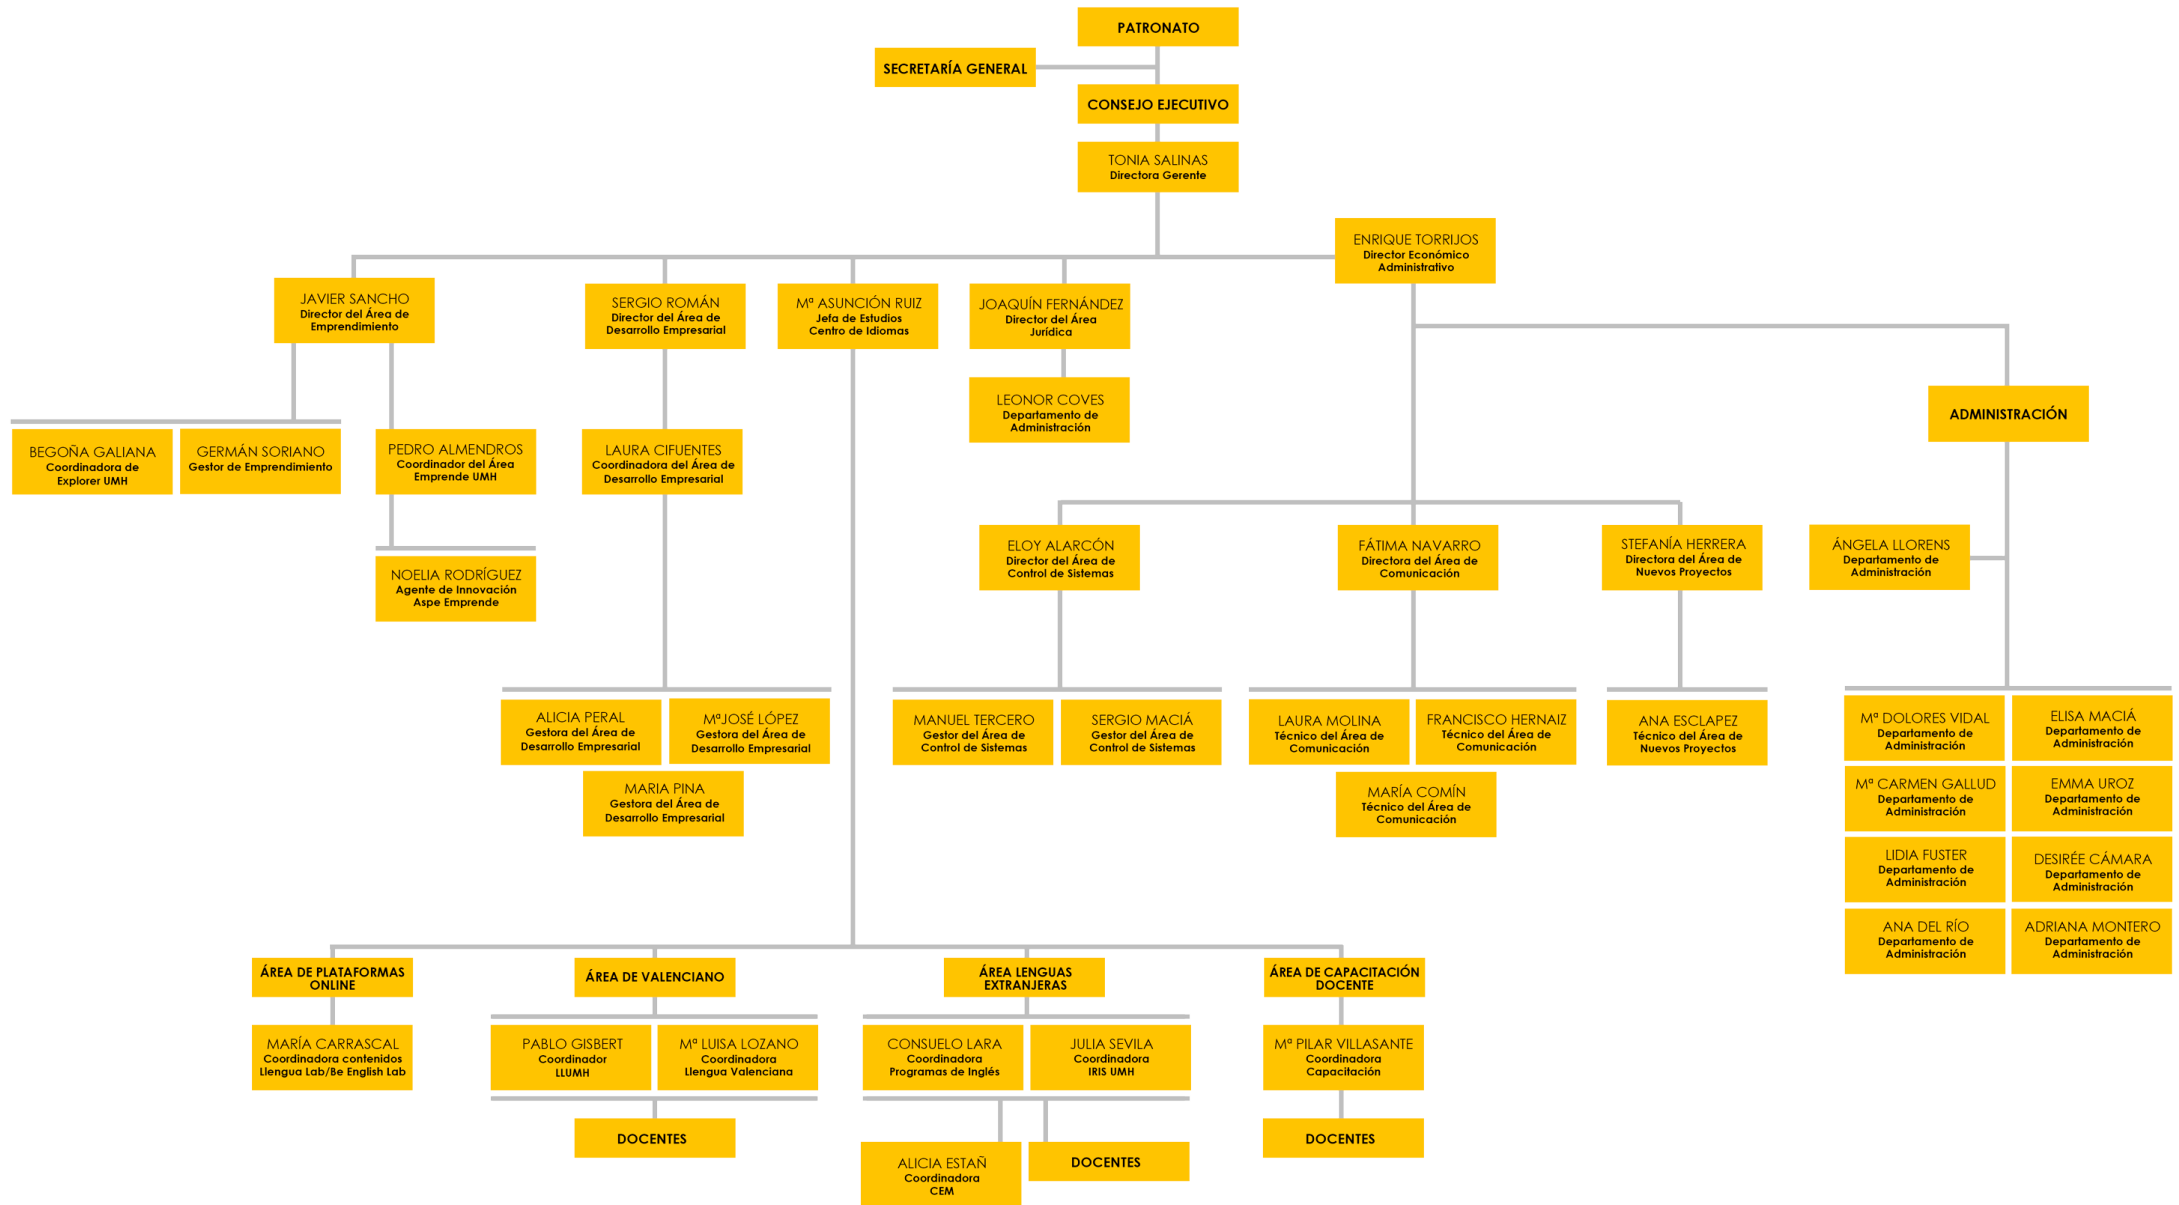 PATRONATO
SECRETARÍA GENERAL
CONSEJO EJECUTIVO
TONIA SALINAS
Directora Gerente
ENRIQUE TORRIJOS
Director Económico
Administrativo
JAVIER SANCHO
Director del Área de
Emprendimiento
SERGIO ROMÁN
Director del Área de
Desarrollo Empresarial
Mª ASUNCIÓN RUIZ
Jefa de Estudios
Centro de Idiomas
JOAQUÍN FERNÁNDEZ
Director del Área
Jurídica
LEONOR COVES
Departamento de
Administración
ADMINISTRACIÓN
BEGOÑA GALIANA
Coordinadora de
Explorer UMH
GERMÁN SORIANO
Gestor de Emprendimiento
PEDRO ALMENDROS
Coordinador del Área
Emprende UMH
LAURA CIFUENTES
Coordinadora del Área de
Desarrollo Empresarial
NOELIA RODRÍGUEZ
Agente de Innovación
Aspe Emprende
ELOY ALARCÓN
Director del Área de
Control de Sistemas
FÁTIMA NAVARRO
Directora del Área de
Comunicación
STEFANÍA HERRERA
Directora del Área de
Nuevos Proyectos
ÁNGELA LLORENS
Departamento de
Administración
ALICIA PERAL
Gestora del Área de
Desarrollo Empresarial
MªJOSÉ LÓPEZ
Gestora del Área de
Desarrollo Empresarial
MARIA PINA
Gestora del Área de
Desarrollo Empresarial
MANUEL TERCERO
Gestor del Área de
Control de Sistemas
SERGIO MACIÁ
Gestor del Área de
Control de Sistemas
LAURA MOLINA
Técnico del Área de
Comunicación
FRANCISCO HERNAIZ
Técnico del Área de
Comunicación
MARÍA COMÍN
Técnico del Área de
Comunicación
ANA ESCLAPEZ
Técnico del Área de
Nuevos Proyectos
Mª DOLORES VIDAL
Departamento de
Administración
ELISA MACIÁ
Departamento de
Administración
Mª CARMEN GALLUD
Departamento de
Administración
EMMA UROZ
Departamento de
Administración
LIDIA FUSTER
Departamento de
Administración
DESIRÉE CÁMARA
Departamento de
Administración
ANA DEL RÍO
Departamento de
Administración
ADRIANA MONTERO
Departamento de
Administración
ÁREA DE PLATAFORMAS
ONLINE
ÁREA DE VALENCIANO
ÁREA LENGUAS
EXTRANJERAS
ÁREA DE CAPACITACIÓN
DOCENTE
MARÍA CARRASCAL
Coordinadora contenidos
Llengua Lab/Be English Lab
PABLO GISBERT
Coordinador
LLUMH
Mª LUISA LOZANO
Coordinadora
Llengua Valenciana
CONSUELO LARA
Coordinadora
Programas de Inglés
JULIA SEVILA
Coordinadora
IRIS UMH
Mª PILAR VILLASANTE
Coordinadora
Capacitación
DOCENTES
ALICIA ESTAÑ
Coordinadora
CEM
DOCENTES
DOCENTES